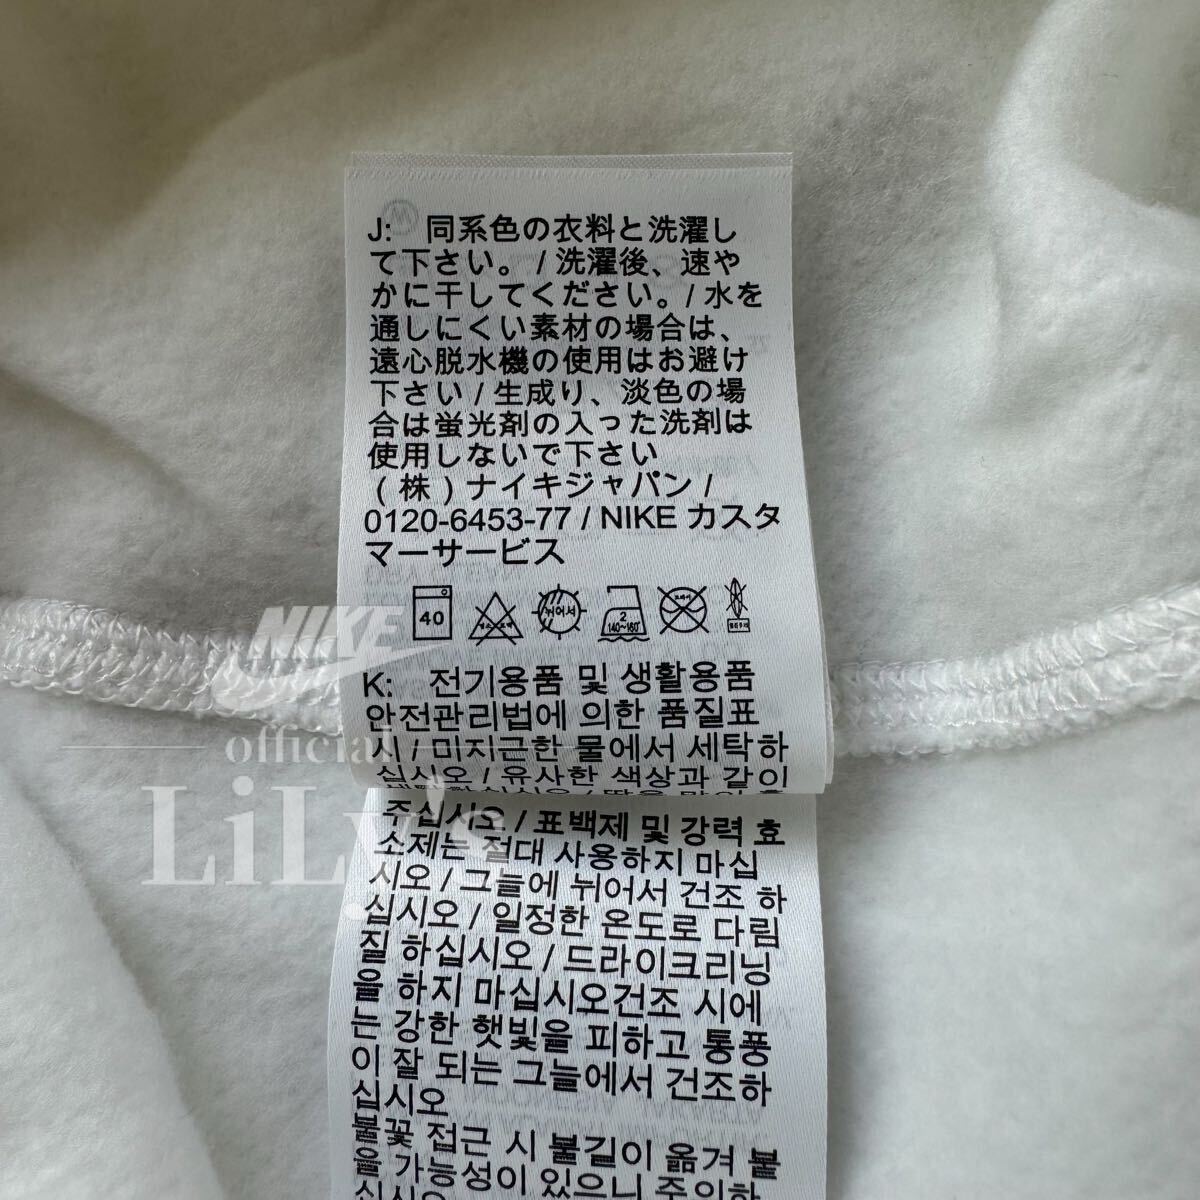 J: 同系色の衣料と洗濯し
て下さい。 / 洗濯後、速や
かに干してください。 / 水を
通しにくい素材の場合は、
遠心脱水機の使用はお避け
下さい / 生成り、淡色の場
合は蛍光剤の入った洗剤は
使用しないで下さい
（ 株 ） ナイキジャパン /
0120-6453-77 / NIKE カスタ
マーサービス
40 뉘어서 2 140~160° 드라이
K: 전기용품 및 생활용품
안전관리법에 의한 품질표
시 / 미지근한 물에서 세탁하
십시오 / 유사한 색상과 같이
주십시오 / 표백제 및 강력 효
소제는 절대 사용하지 마십
시오 / 그늘에 뉘어서 건조 하
십시오 / 일정한 온도로 다림
질 하십시오 / 드라이크리닝
을 하지 마십시오건조 시에
는 강한 햇빛을 피하고 통풍
이 잘 되는 그늘에서 건조하
십시오
불꽃 접근 시 불길이 옮겨 붙
을 가능성이 있으니 주의하
십시오
NIKE
official
LiLy's